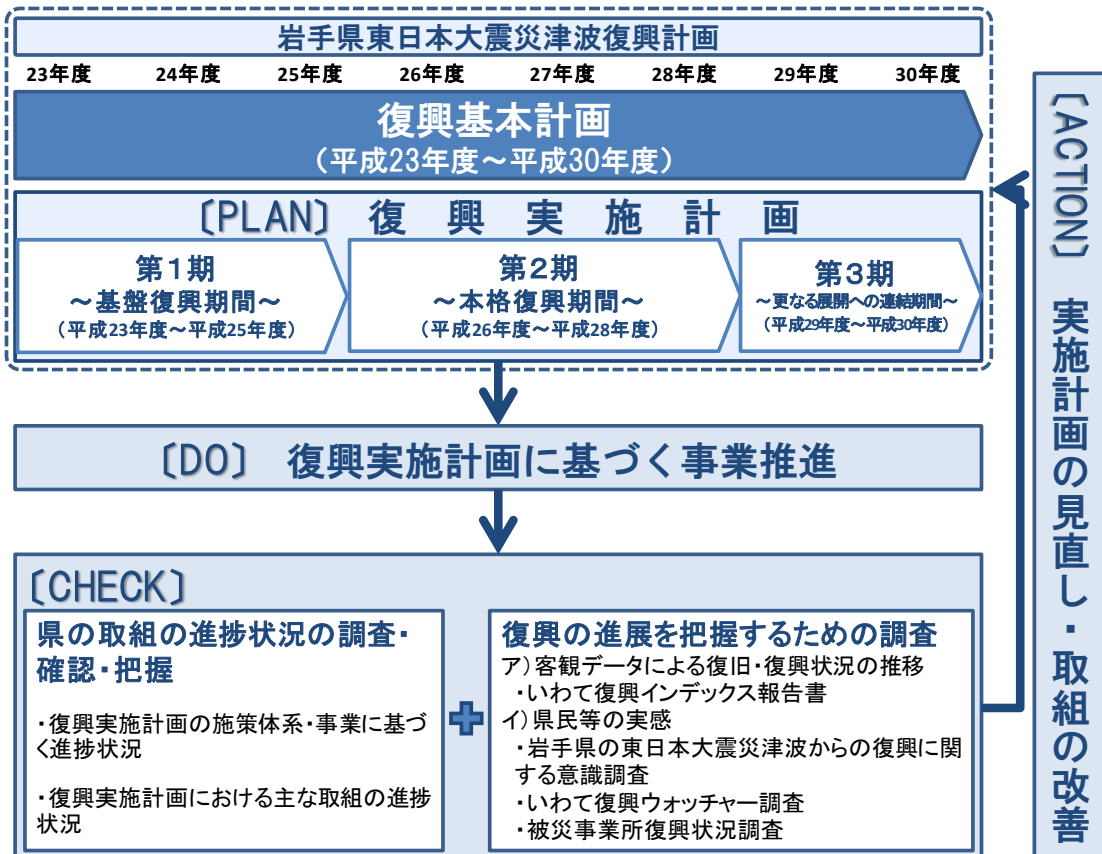 岩手県東日本大震災津波復興計画
23年度 24年度 25年度 26年度 27年度 28年度 29年度 30年度
復興基本計画
（平成23年度～平成30年度）
〔PLAN〕 復興実施計画
第１期
～基盤復興期間～
（平成23年度～平成25年度）
第２期
～本格復興期間～
（平成26年度～平成28年度）
第３期
～更なる展開への連結期間～
（平成29年度～平成30年度）
〔DO〕 復興実施計画に基づく事業推進
〔CHECK〕
県の取組の進捗状況の調査・
確認・把握
・復興実施計画の施策体系・事業に基づ
く進捗状況
・復興実施計画における主な取組の進捗
状況
復興の進展を把握するための調査
ア）客観データによる復旧・復興状況の推移
・いわて復興インデックス報告書
イ）県民等の実感
・岩手県の東日本大震災津波からの復興に関
する意識調査
・いわて復興ウォッチャー調査
・被災事業所復興状況調査
〔ACTION〕 実施計画の見直し・取組の改善